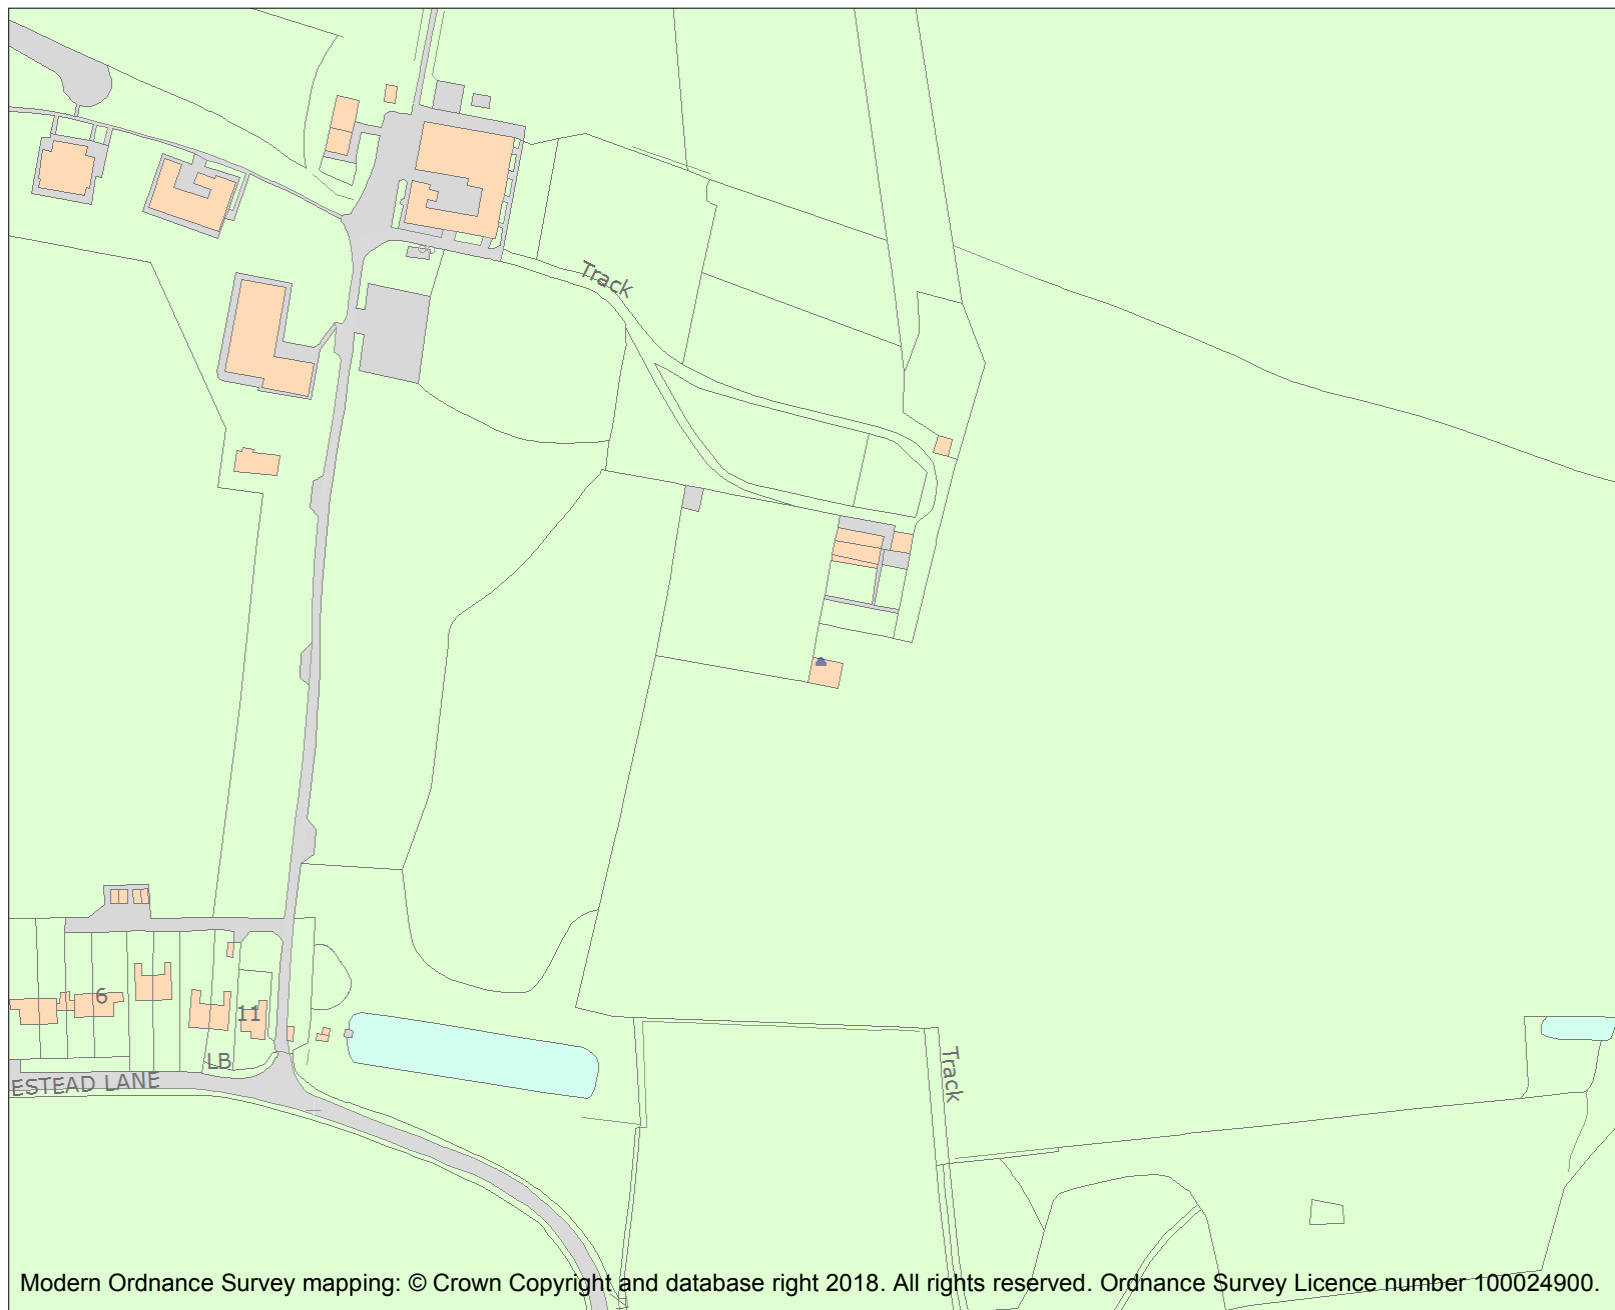 Track
6
11
LB
ESTEAD LANE
Track
Modern Ordnance Survey mapping: © Crown Copyright and database right 2018. All rights reserved. Ordnance Survey Licence number 100024900.